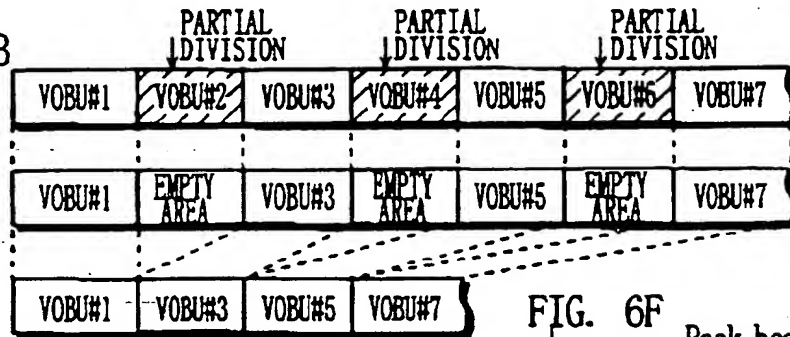 PARTIAL DIVISION PARTIAL DIVISION PARTIAL DIVISION
B
VOBU#1 VOBU#2 VOBU#3 VOBU#4 VOBU#5 VOBU#6 VOBU#7
VOBU#1 EMPTY AREA VOBU#3 EMPTY AREA VOBU#5 EMPTY AREA VOBU#7
VOBU#1 VOBU#3 VOBU#5 VOBU#7
FIG. 6F